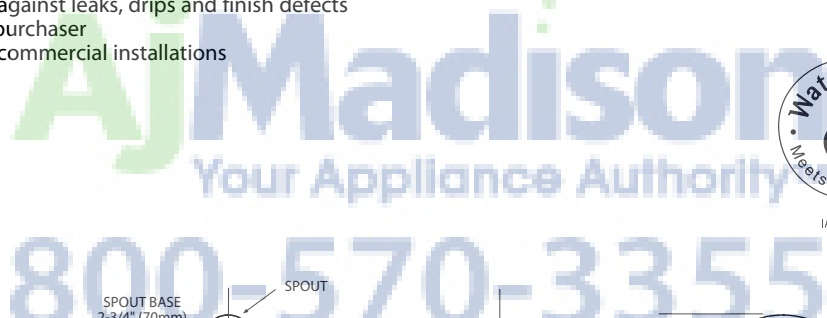 against leaks, drips and finish defects
purchaser
commercial installations
AjMadison
Your Appliance Authority
Meets
800-570-3355
SPOUT BASE
SPOUT
2-3/4" (70mm)